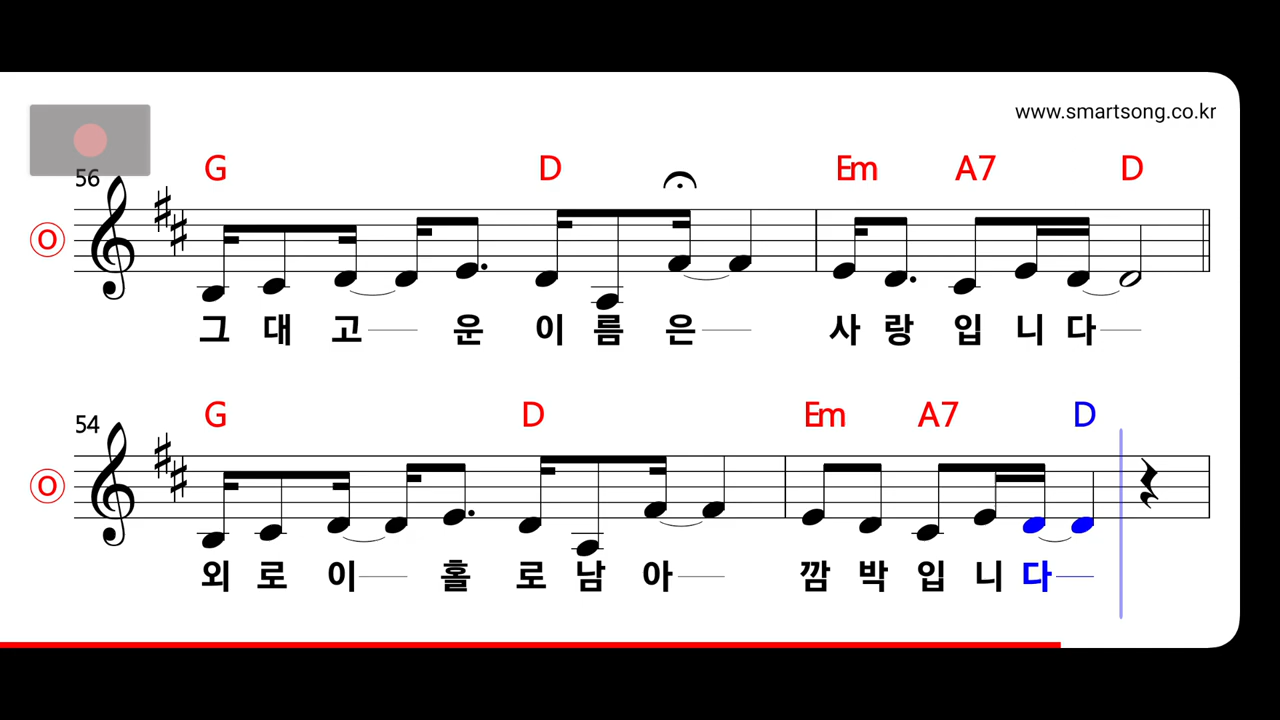 www.smartsong.co.kr
56 G D Em A7 D
O
그 대 고 운 이 름 은 사 랑 입 니 다
54 G D Em A7 D
O
외 로 이 홀 로 남 아 깜 박 입 니 다